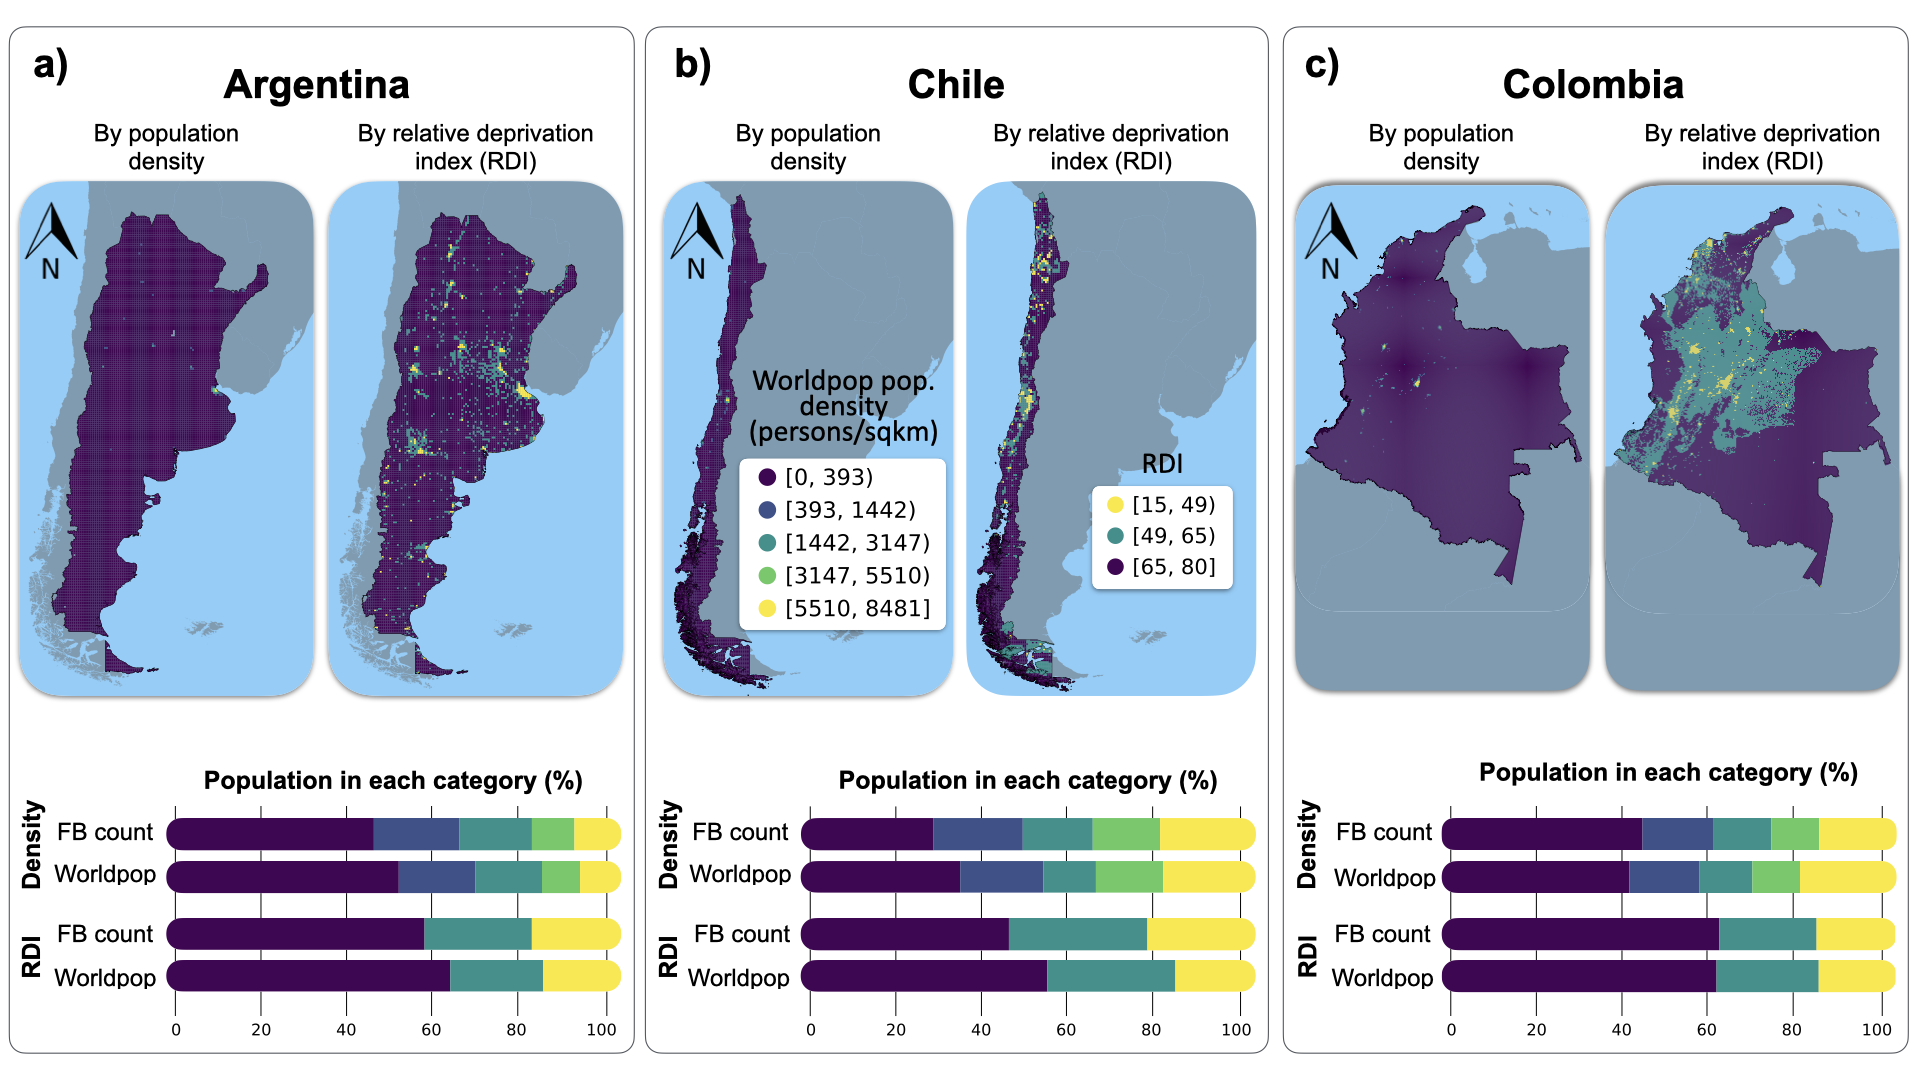 a)
Argentina
By population
density
By relative deprivation
index (RDI)
N
Population in each category (%)
Density
FB count
Worldpop
RDI
FB count
Worldpop
0 20 40 60 80 100
b)
Chile
By population
density
By relative deprivation
index (RDI)
N
Worldpop pop.
density
(persons/sqkm)
[0, 393)
[393, 1442)
[1442, 3147)
[3147, 5510)
[5510, 8481]
RDI
[15, 49)
[49, 65)
[65, 80]
Population in each category (%)
Density
FB count
Worldpop
RDI
FB count
Worldpop
0 20 40 60 80 100
c)
Colombia
By population
density
By relative deprivation
index (RDI)
N
Population in each category (%)
Density
FB count
Worldpop
RDI
FB count
Worldpop
0 20 40 60 80 100